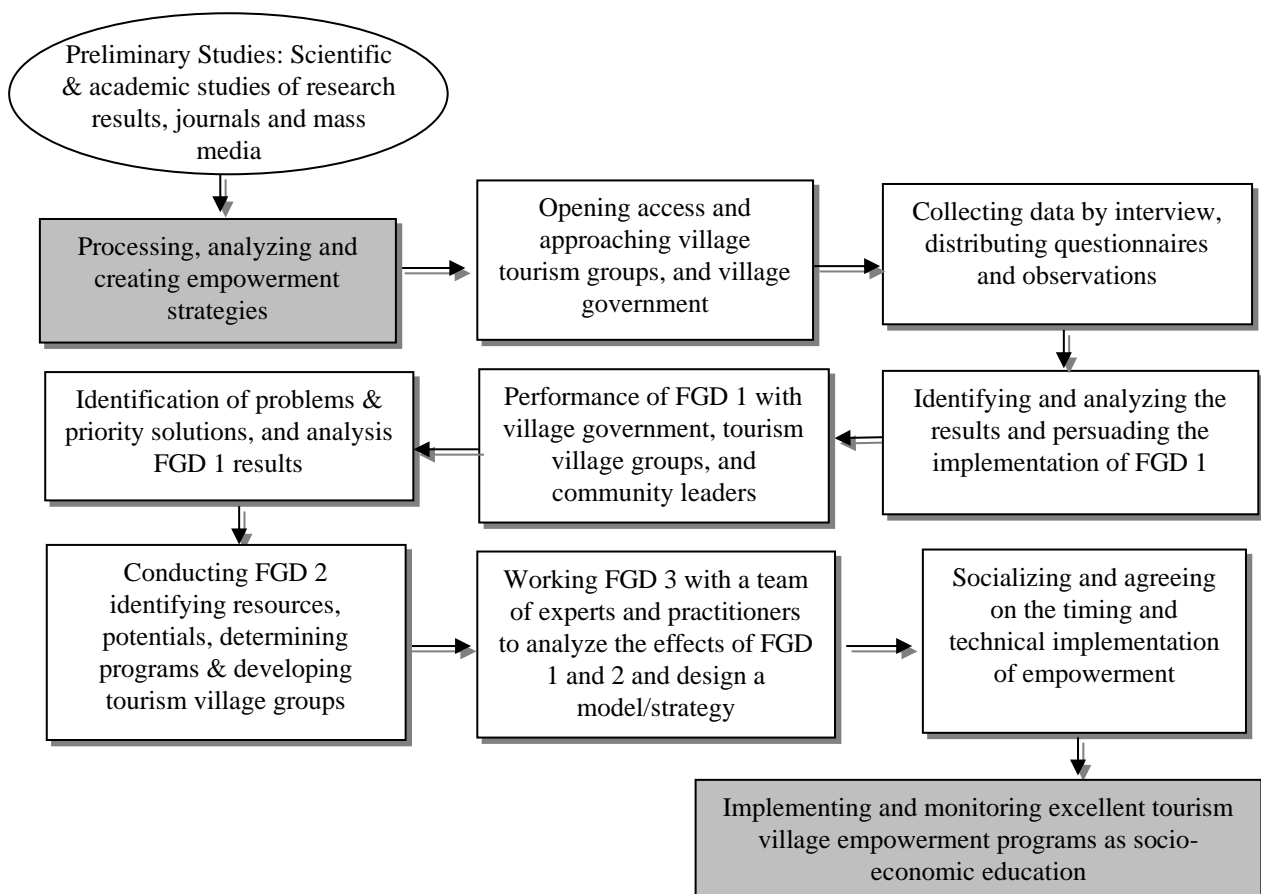 Preliminary Studies: Scientific
& academic studies of research
results, journals and mass
media
Processing, analyzing and
creating empowerment
strategies
Opening access and
approaching village
tourism groups, and village
government
Collecting data by interview,
distributing questionnaires
and observations
Identifying and analyzing the
results and persuading the
implementation of FGD 1
Performance of FGD 1 with
village government, tourism
village groups, and
community leaders
Identification of problems &
priority solutions, and analysis
FGD 1 results
Conducting FGD 2
identifying resources,
potentials, determining
programs & developing
tourism village groups
Working FGD 3 with a team
of experts and practitioners
to analyze the effects of FGD
1 and 2 and design a
model/strategy
Socializing and agreeing
on the timing and
technical implementation
of empowerment
Implementing and monitoring excellent tourism
village empowerment programs as socio-
economic education